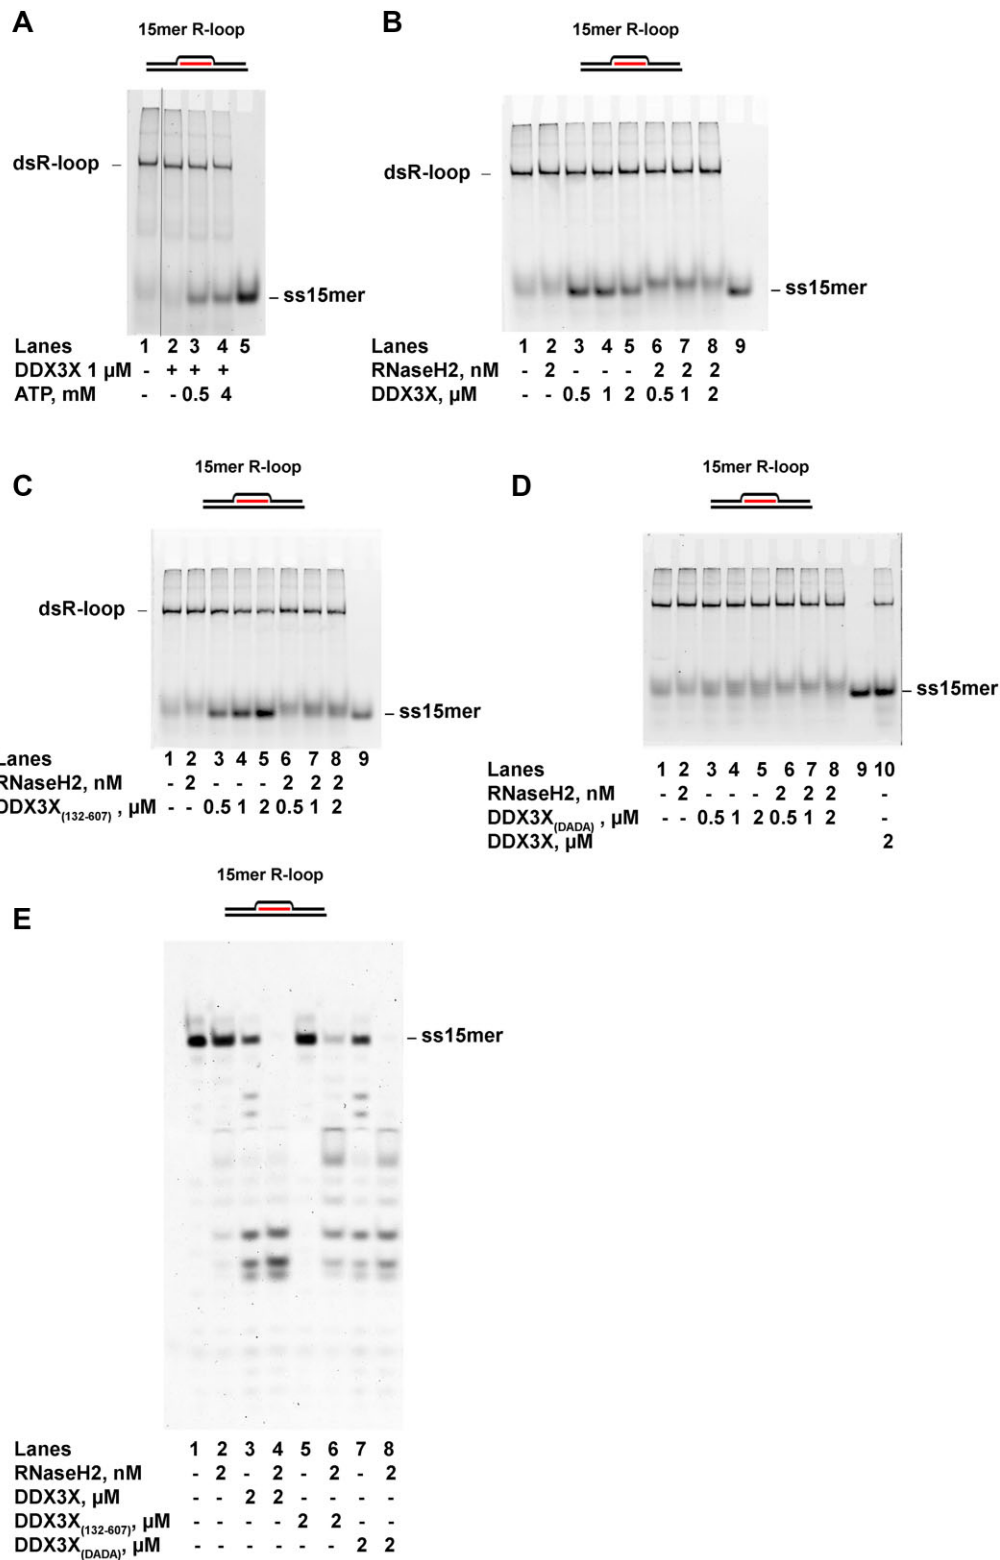 A
15mer R-loop
dsR-loop
ss15mer
Lanes 1 2 3 4 5
DDX3X 1 µM - + + +
ATP, mM - - 0.5 4
B
15mer R-loop
dsR-loop
ss15mer
Lanes 1 2 3 4 5 6 7 8 9
RNaseH2, nM - 2 - - - 2 2 2
DDX3X, µM - - 0.5 1 2 0.5 1 2
C
15mer R-loop
dsR-loop
ss15mer
Lanes 1 2 3 4 5 6 7 8 9
RNaseH2, nM - 2 - - - 2 2 2
DDX3X(132-607) , µM - - 0.5 1 2 0.5 1 2
D
15mer R-loop
ss15mer
Lanes 1 2 3 4 5 6 7 8 9 10
RNaseH2, nM - 2 - - - 2 2 2 -
DDX3X(DADA) , µM - - 0.5 1 2 0.5 1 2 -
DDX3X, µM 2
E
15mer R-loop
ss15mer
Lanes 1 2 3 4 5 6 7 8
RNaseH2, nM - 2 - 2 - 2 - 2
DDX3X, µM - - 2 2 - - - -
DDX3X(132-607), µM - - - - 2 2 - -
DDX3X(DADA), µM - - - - - - 2 2